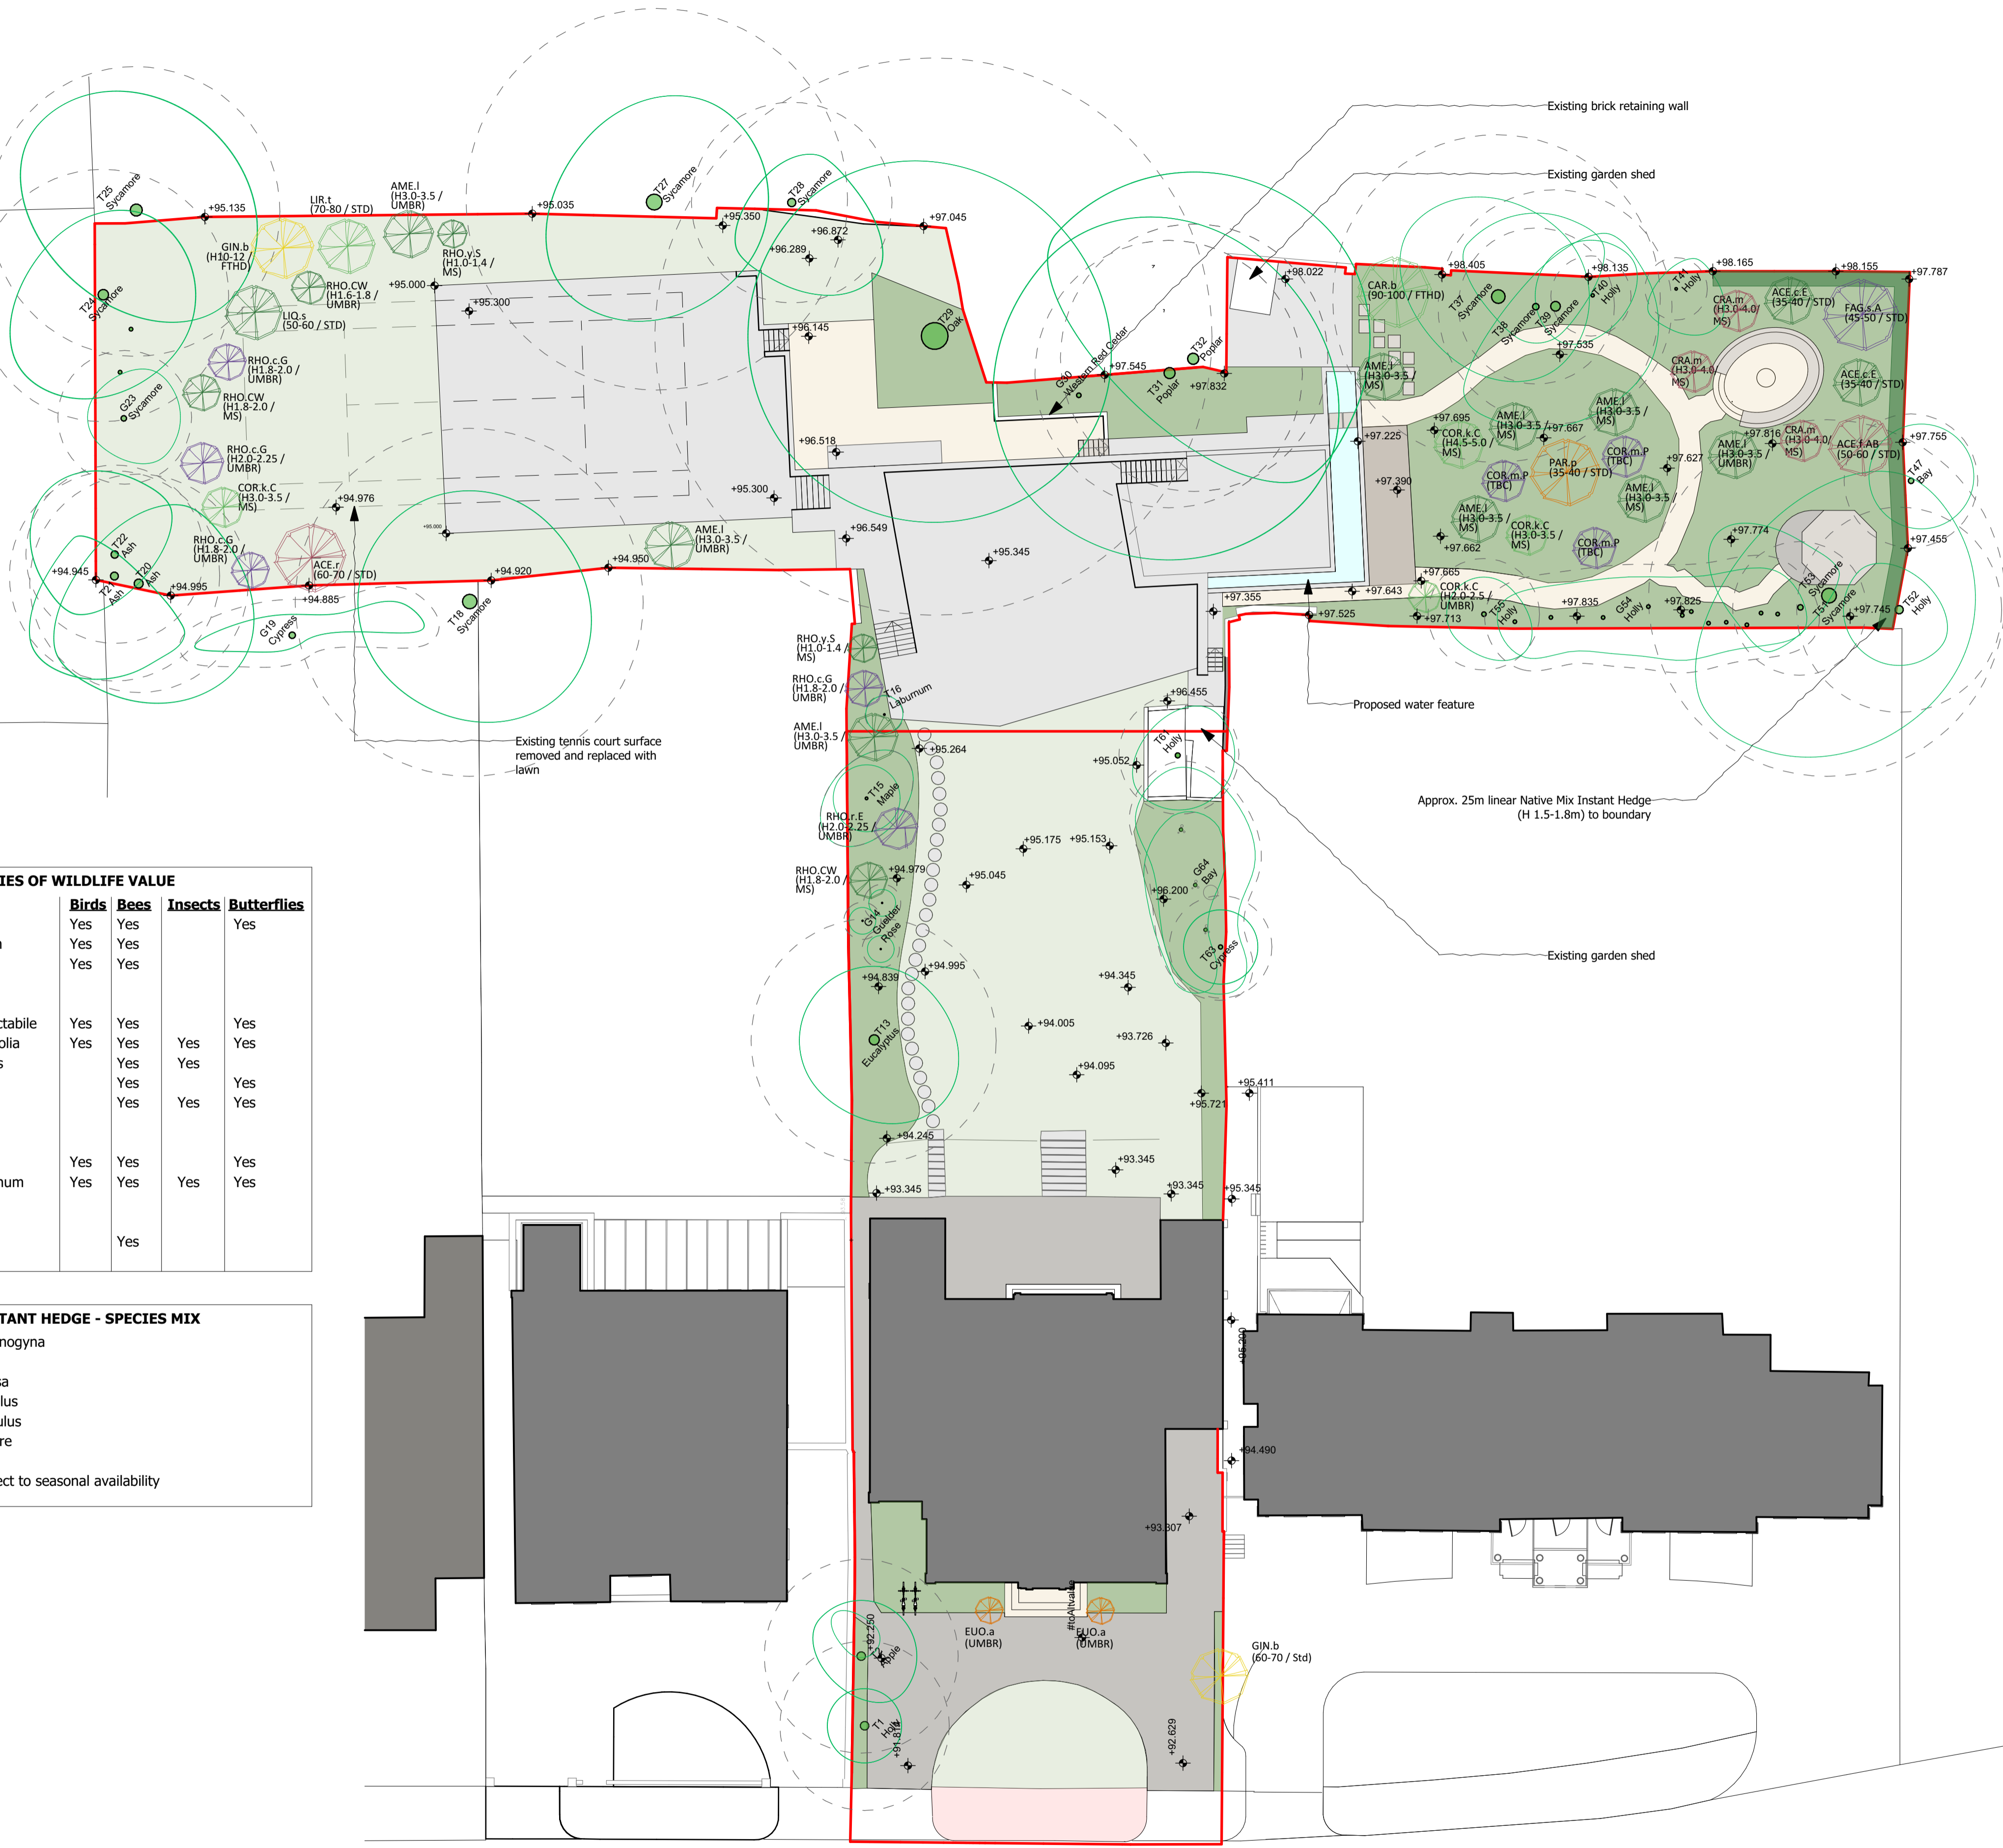 Existing brick retaining wall
Existing garden shed
T25
Sycamore
+95.135
LIR.t
(70-80 / STD)
AME.l
(H3.0-3.5 /
UMBR)
+95.035
T27
Sycamore
T28
Sycamore
+95.350
+96.872
+96.289
+97.045
GIN.b
(H10-12 /
FTHD)
RHO.y.S
(H1.0-1.4 /
MS)
RHO.CW
(H1.6-1.8 /
UMBR)
+95.000
+95.300
LIQ.s
(50-60 / STD)
T24
Sycamore
+96.145
T29
Oak
RHO.c.G
(H1.8-2.0 /
UMBR)
RHO.CW
(H1.8-2.0 /
MS)
G23
Sycamore
RHO.c.G
(H2.0-2.25 /
UMBR)
COR.k.C
(H3.0-3.5 /
MS)
+94.976
+95.000
T22
Ash
T20
Ash
T21
Ash
RHO.c.G
(H1.8-2.0 /
UMBR)
ACE.r
(60-70 / STD)
+94.945
+94.995
+94.885
G19
Cypress
T18
Sycamore
+94.920
+94.950
AME.l
(H3.0-3.5 /
UMBR)
+96.518
+95.300
+96.549
+95.345
G30
Western Red Cedar
+97.545
T31
Poplar
T32
Poplar
+97.832
+98.022
+98.405
CAR.b
(90-100 / FTHD)
AME.l
(H3.0-3.5 /
MS)
T37
Sycamore
T38
Sycamore
T39
Sycamore
+98.135
T40
Holly
T41
Holly
+98.165
+98.155
+97.787
+97.535
CRA.m
(H3.0-4.0/
MS)
ACE.c.E
(35-40 / STD)
FAG.s.A
(45-50 / STD)
CRA.m
(H3.0-4.0/
MS)
ACE.c.E
(35-40 / STD)
+97.225
+97.695
COR.k.C
(H4.5-5.0 /
MS)
AME.l
(H3.0-3.5 /
MS)
+97.667
AME.l
(H3.0-3.5 /
MS)
COR.m.P
(TBC)
PAR.p
(35-40 / STD)
COR.m.P
(TBC)
+97.627
AME.l
(H3.0-3.5 /
UMBR)
+97.816
CRA.m
(H3.0-4.0/
MS)
ACE.f.AB
(50-60 / STD)
+97.755
T47
Bay
+97.390
AME.l
(H3.0-3.5 /
MS)
AME.l
(H3.0-3.5 /
MS)
COR.k.C
(H3.0-3.5 /
MS)
COR.m.P
(TBC)
+97.662
+97.774
+97.455
+97.665
+97.643
COR.k.C
(H2.0-2.5 /
UMBR)
+97.355
+97.525
+97.713
T55
Holly
+97.835
G54
Holly
+97.825
T53
Sycamore
T51
Sycamore
+97.745
T52
Holly
Proposed water feature
Existing tennis court surface
removed and replaced with
lawn
Approx. 25m linear Native Mix Instant Hedge
(H 1.5-1.8m) to boundary
Existing garden shed
RHO.y.S
(H1.0-1.4 /
MS)
RHO.c.G
(H1.8-2.0 /
UMBR)
T16
Laburnum
AME.l
(H3.0-3.5 /
UMBR)
+95.264
T15
Maple
RHO.r.E
(H2.0-2.25 /
UMBR)
RHO.CW
(H1.8-2.0 /
MS)
+94.979
G14
Guelder
Rose
+94.995
+94.839
T13
Eucalyptus
+94.245
+93.345
+96.455
T61
Holly
+95.052
+95.175
+95.153
+95.045
G64
Bay
+96.200
T63
Cypress
+94.345
+94.005
+93.726
+94.095
+95.721
+95.411
+93.345
+93.345
+95.345
+95.200
+94.490
+93.307
#toAltvalue
EUO.a
(UMBR)
EUO.a
(UMBR)
+92.250
Apple
T1
Holly
GIN.b
(60-70 / Std)
+92.629
IES OF WILDLIFE VALUE
Birds Bees Insects Butterflies
Yes Yes Yes
Yes Yes
Yes Yes
ctabile Yes Yes Yes
olia Yes Yes Yes Yes
s Yes Yes
Yes Yes
Yes Yes Yes
Yes Yes Yes
num Yes Yes Yes Yes
Yes
TANT HEDGE - SPECIES MIX
nogyna
sa
lus
ulus
re
ect to seasonal availability